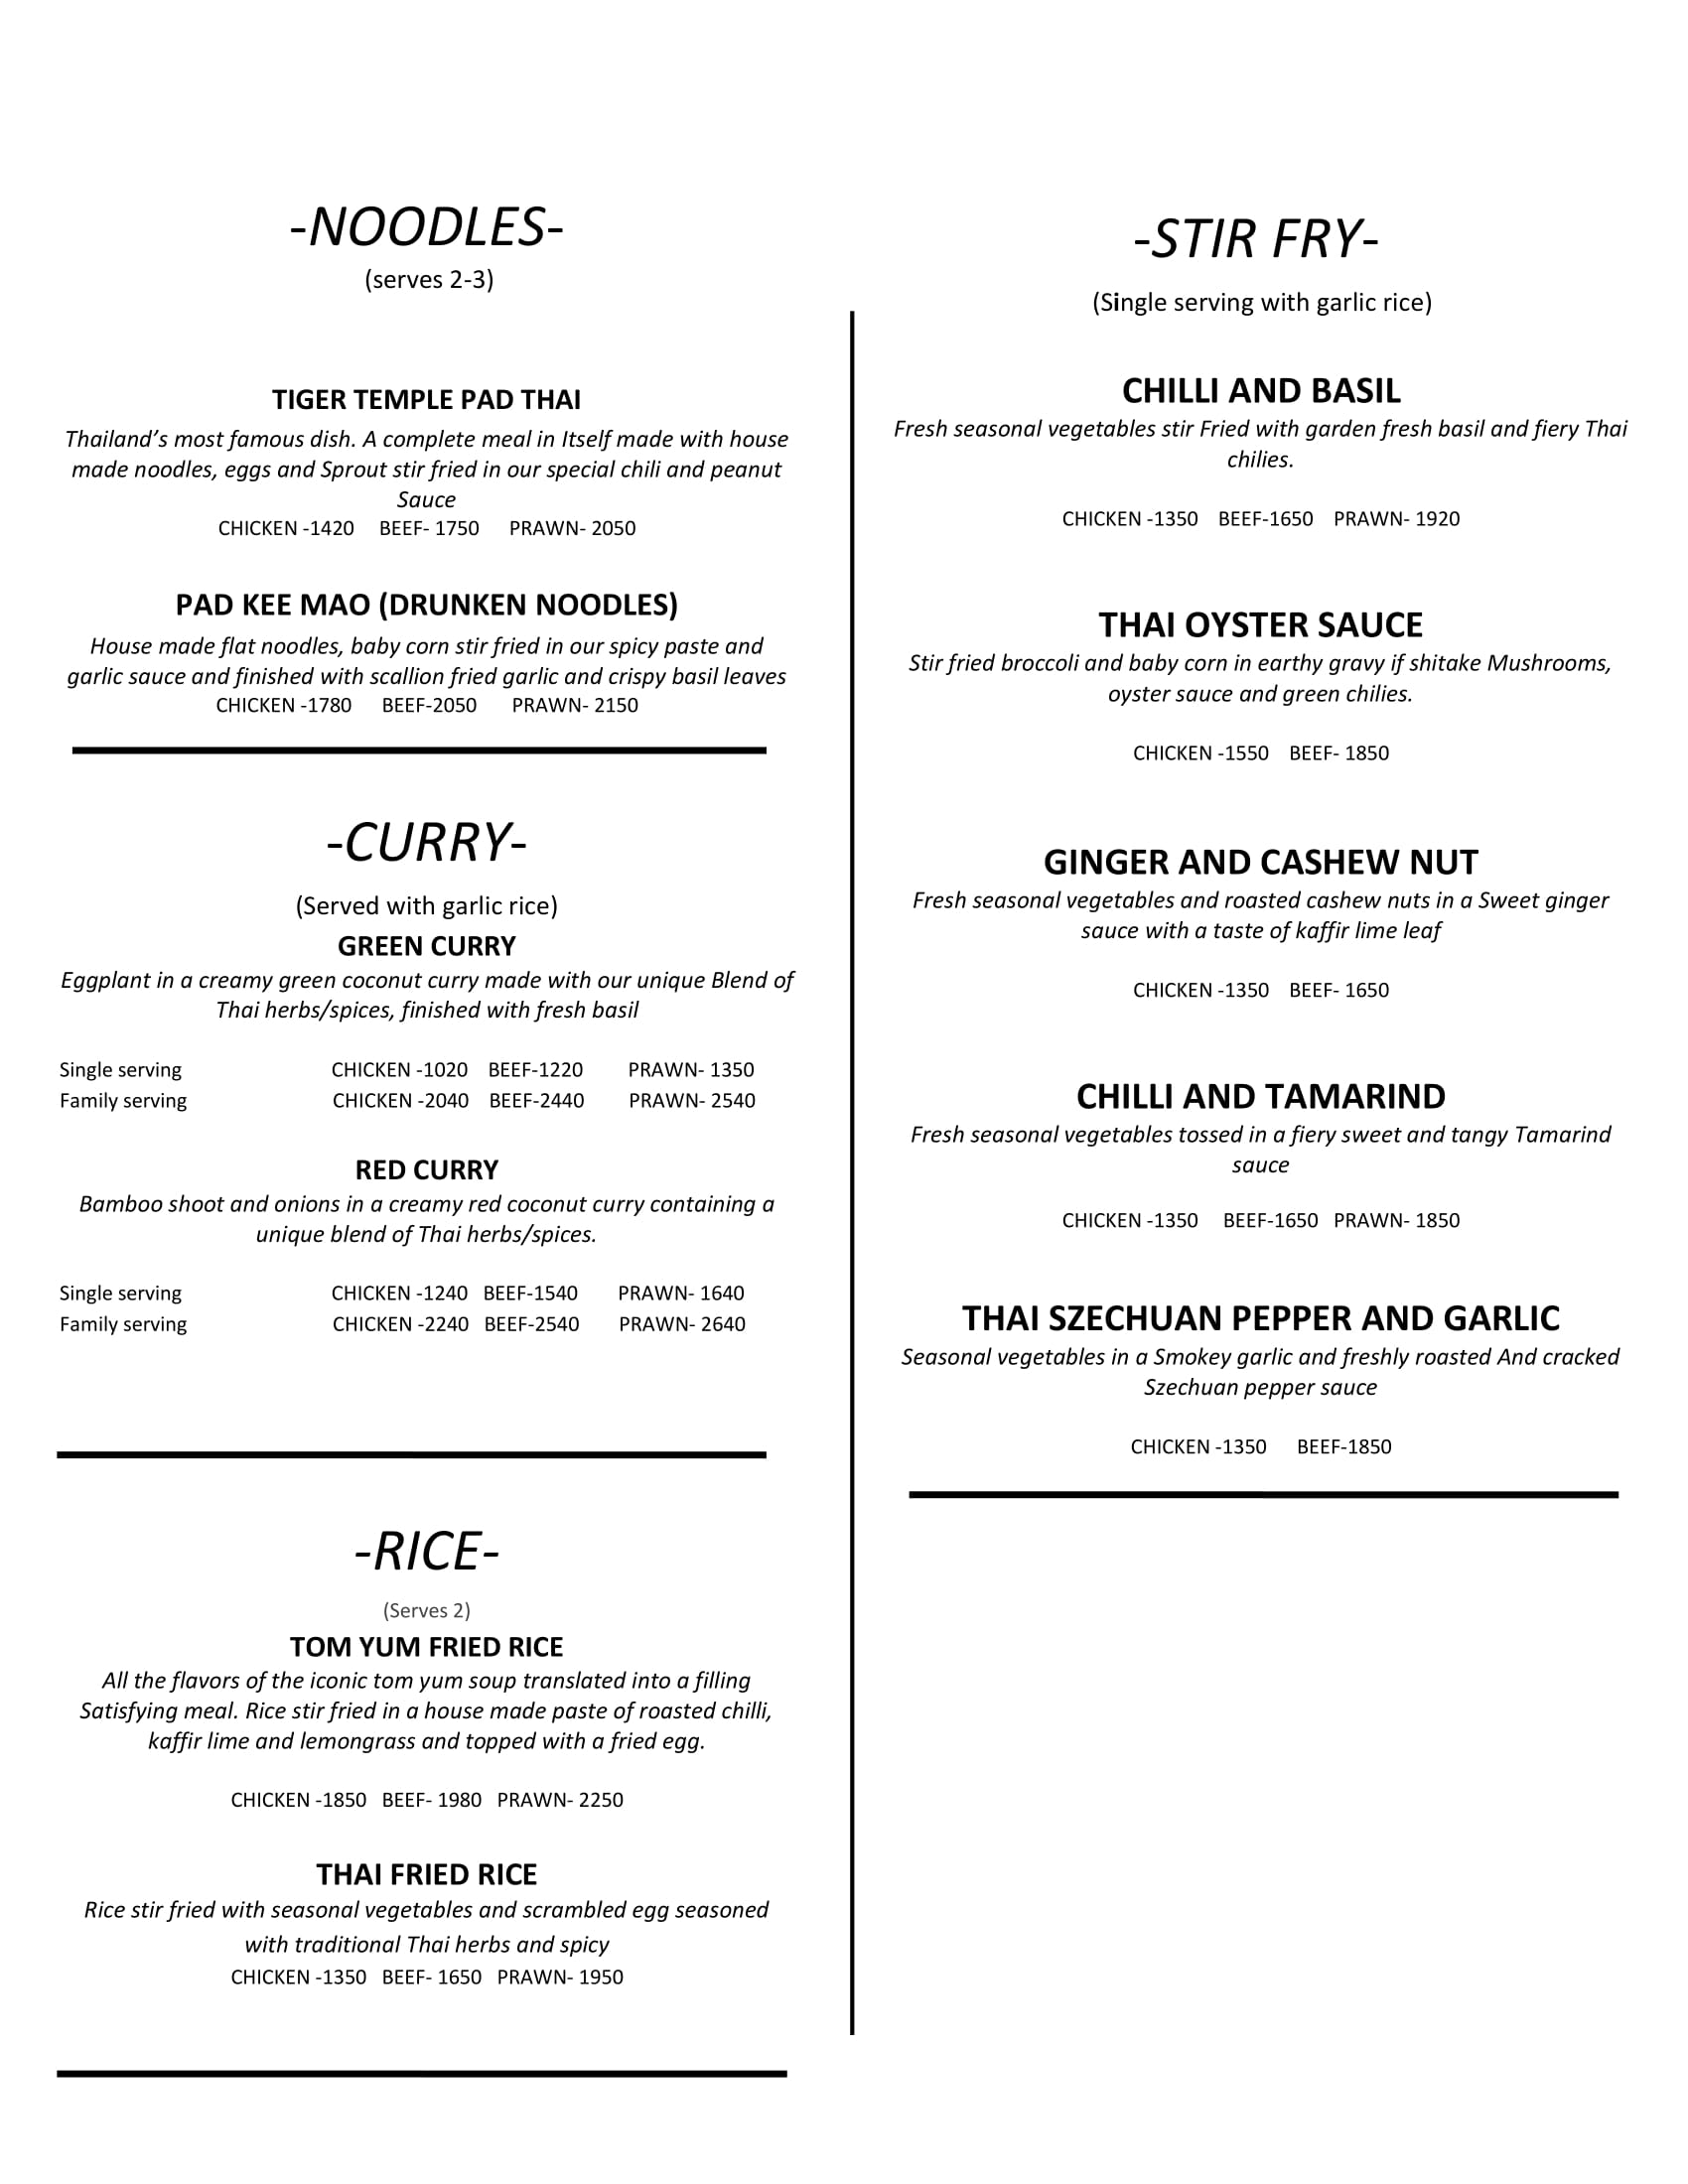 -NOODLES-
(serves 2-3)
TIGER TEMPLE PAD THAI
Thailand’s most famous dish. A complete meal in Itself made with house
made noodles, eggs and Sprout stir fried in our special chili and peanut
Sauce
CHICKEN -1420 BEEF- 1750 PRAWN- 2050
PAD KEE MAO (DRUNKEN NOODLES)
House made flat noodles, baby corn stir fried in our spicy paste and
garlic sauce and finished with scallion fried garlic and crispy basil leaves
CHICKEN -1780 BEEF-2050 PRAWN- 2150
-CURRY-
(Served with garlic rice)
GREEN CURRY
Eggplant in a creamy green coconut curry made with our unique Blend of
Thai herbs/spices, finished with fresh basil
Single serving CHICKEN -1020 BEEF-1220 PRAWN- 1350
Family serving CHICKEN -2040 BEEF-2440 PRAWN- 2540
RED CURRY
Bamboo shoot and onions in a creamy red coconut curry containing a
unique blend of Thai herbs/spices.
Single serving CHICKEN -1240 BEEF-1540 PRAWN- 1640
Family serving CHICKEN -2240 BEEF-2540 PRAWN- 2640
-RICE-
(Serves 2)
TOM YUM FRIED RICE
All the flavors of the iconic tom yum soup translated into a filling
Satisfying meal. Rice stir fried in a house made paste of roasted chilli,
kaffir lime and lemongrass and topped with a fried egg.
CHICKEN -1850 BEEF- 1980 PRAWN- 2250
THAI FRIED RICE
Rice stir fried with seasonal vegetables and scrambled egg seasoned
with traditional Thai herbs and spicy
CHICKEN -1350 BEEF- 1650 PRAWN- 1950
-STIR FRY-
(Single serving with garlic rice)
CHILLI AND BASIL
Fresh seasonal vegetables stir Fried with garden fresh basil and fiery Thai
chilies.
CHICKEN -1350 BEEF-1650 PRAWN- 1920
THAI OYSTER SAUCE
Stir fried broccoli and baby corn in earthy gravy if shitake Mushrooms,
oyster sauce and green chilies.
CHICKEN -1550 BEEF- 1850
GINGER AND CASHEW NUT
Fresh seasonal vegetables and roasted cashew nuts in a Sweet ginger
sauce with a taste of kaffir lime leaf
CHICKEN -1350 BEEF- 1650
CHILLI AND TAMARIND
Fresh seasonal vegetables tossed in a fiery sweet and tangy Tamarind
sauce
CHICKEN -1350 BEEF-1650 PRAWN- 1850
THAI SZECHUAN PEPPER AND GARLIC
Seasonal vegetables in a Smokey garlic and freshly roasted And cracked
Szechuan pepper sauce
CHICKEN -1350 BEEF-1850